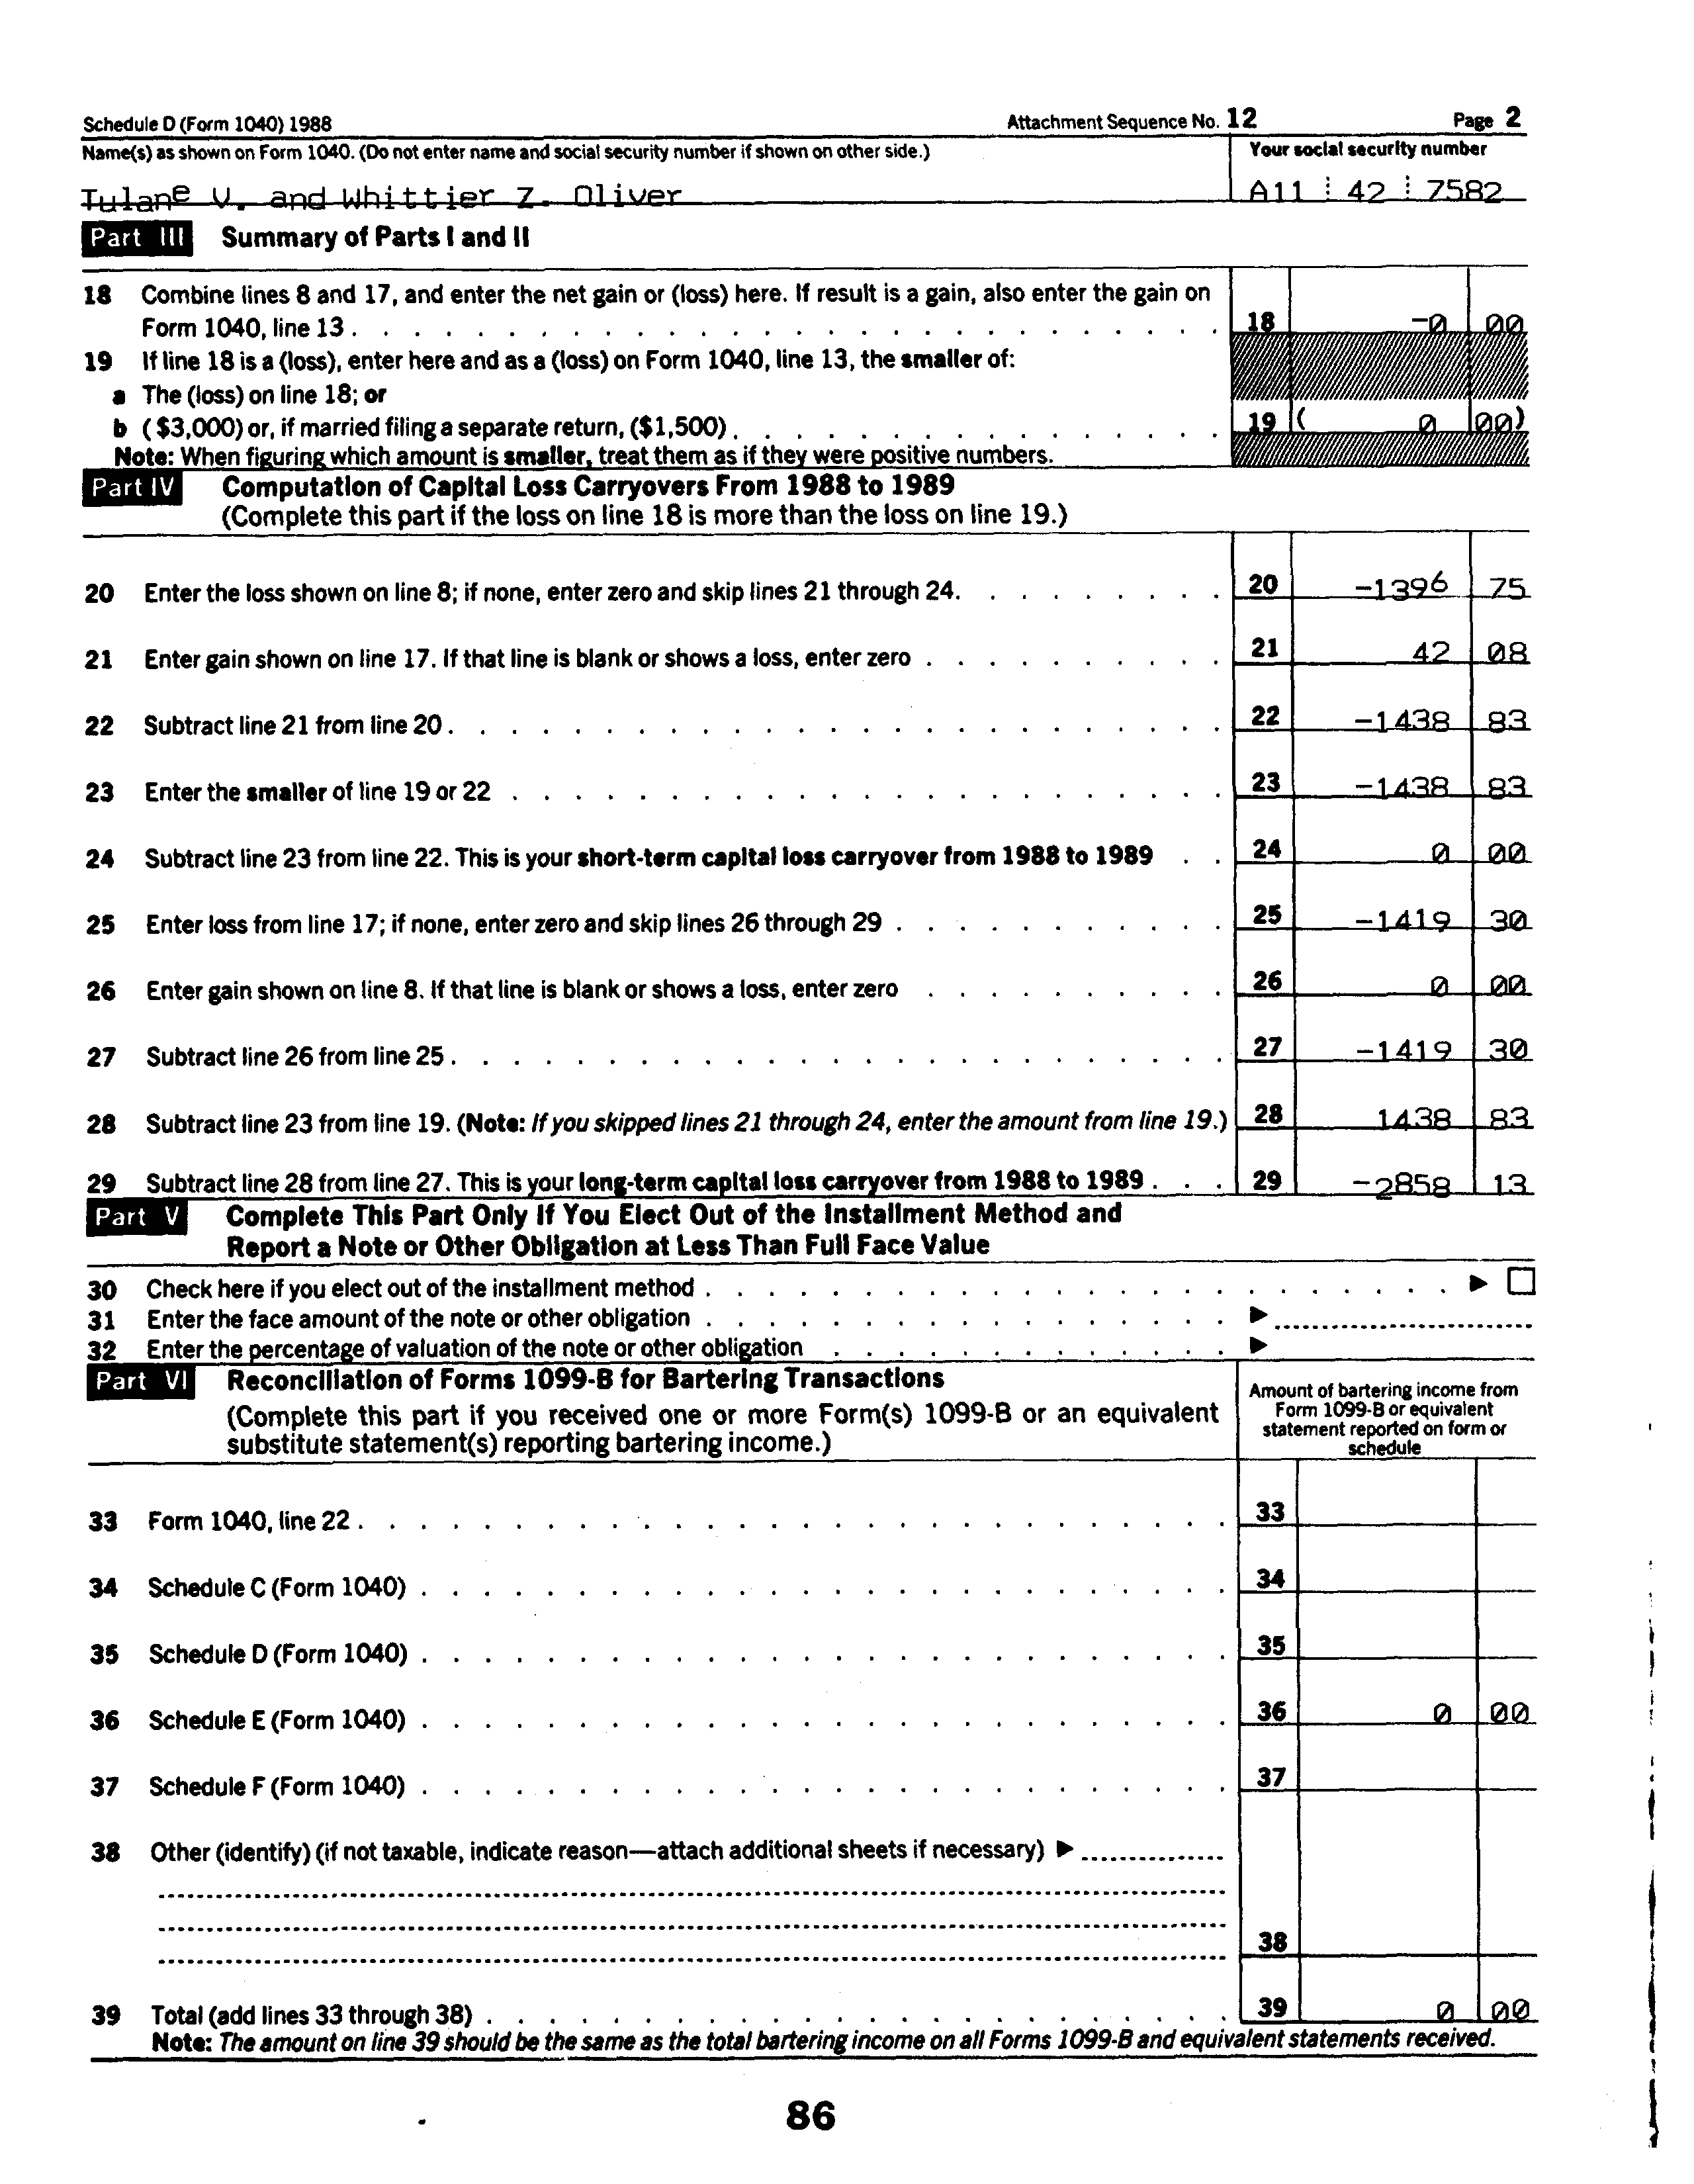 Schedule D (Form 1040) 1988 Attachment Sequence No. 12 Page 2
Name(s) as shown on Form 1040. (Do not enter name and social security number if shown on other side.) Your social security number
Tulane U. and Whittier Z. Oliver A11 42 7582
Part III Summary of Parts I and II
18 Combine lines 8 and 17, and enter the net gain or (loss) here. If result is a gain, also enter the gain on
Form 1040, line 13 . . . 18 -0 00
19 If line 18 is a (loss), enter here and as a (loss) on Form 1040, line 13, the smaller of:
a The (loss) on line 18; or
b ($3,000) or, if married filing a separate return, ($1,500) . . . 19 ( 0 00)
Note: When figuring which amount is smaller, treat them as if they were positive numbers.
Part IV Computation of Capital Loss Carryovers From 1988 to 1989
(Complete this part if the loss on line 18 is more than the loss on line 19.)
20 Enter the loss shown on line 8; if none, enter zero and skip lines 21 through 24. . . . 20 -1396 75
21 Enter gain shown on line 17. If that line is blank or shows a loss, enter zero . . . 21 42 08
22 Subtract line 21 from line 20 . . . 22 -1438 83
23 Enter the smaller of line 19 or 22 . . . 23 -1438 83
24 Subtract line 23 from line 22. This is your short-term capital loss carryover from 1988 to 1989 . . 24 0 00
25 Enter loss from line 17; if none, enter zero and skip lines 26 through 29 . . . 25 -1419 30
26 Enter gain shown on line 8. If that line is blank or shows a loss, enter zero . . . 26 0 00
27 Subtract line 26 from line 25 . . . 27 -1419 30
28 Subtract line 23 from line 19. (Note: If you skipped lines 21 through 24, enter the amount from line 19.) 28 1438 83
29 Subtract line 28 from line 27. This is your long-term capital loss carryover from 1988 to 1989 . . . 29 -2858 13
Part V Complete This Part Only If You Elect Out of the Installment Method and
Report a Note or Other Obligation at Less Than Full Face Value
30 Check here if you elect out of the installment method . . . ► ☐
31 Enter the face amount of the note or other obligation . . . ►
32 Enter the percentage of valuation of the note or other obligation . . . ►
Part VI Reconciliation of Forms 1099-B for Bartering Transactions
(Complete this part if you received one or more Form(s) 1099-B or an equivalent
substitute statement(s) reporting bartering income.)
Amount of bartering income from
Form 1099-B or equivalent
statement reported on form or
schedule
33 Form 1040, line 22 . . . 33
34 Schedule C (Form 1040) . . . 34
35 Schedule D (Form 1040) . . . 35
36 Schedule E (Form 1040) . . . 36 0 00
37 Schedule F (Form 1040) . . . 37
38 Other (identify) (if not taxable, indicate reason—attach additional sheets if necessary) ►
38
39 Total (add lines 33 through 38) . . . 39 0 00
Note: The amount on line 39 should be the same as the total bartering income on all Forms 1099-B and equivalent statements received.
86